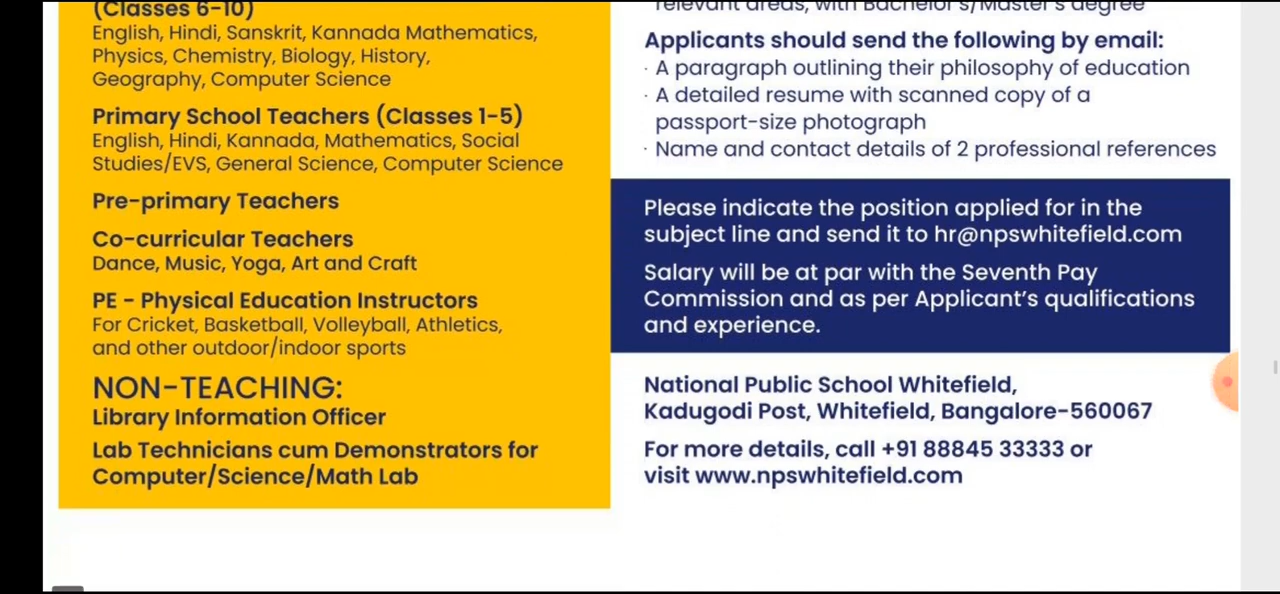 (Classes 6-10)
English, Hindi, Sanskrit, Kannada Mathematics,
Physics, Chemistry, Biology, History,
Geography, Computer Science
Primary School Teachers (Classes 1-5)
English, Hindi, Kannada, Mathematics, Social
Studies/EVS, General Science, Computer Science
Pre-primary Teachers
Co-curricular Teachers
Dance, Music, Yoga, Art and Craft
PE - Physical Education Instructors
For Cricket, Basketball, Volleyball, Athletics,
and other outdoor/indoor sports
NON-TEACHING:
Library Information Officer
Lab Technicians cum Demonstrators for
Computer/Science/Math Lab
relevant areas, with Bachelor's/Master's degree
Applicants should send the following by email:
· A paragraph outlining their philosophy of education
· A detailed resume with scanned copy of a
passport-size photograph
· Name and contact details of 2 professional references
Please indicate the position applied for in the
subject line and send it to hr@npswhitefield.com
Salary will be at par with the Seventh Pay
Commission and as per Applicant's qualifications
and experience.
National Public School Whitefield,
Kadugodi Post, Whitefield, Bangalore-560067
For more details, call +91 88845 33333 or
visit www.npswhitefield.com